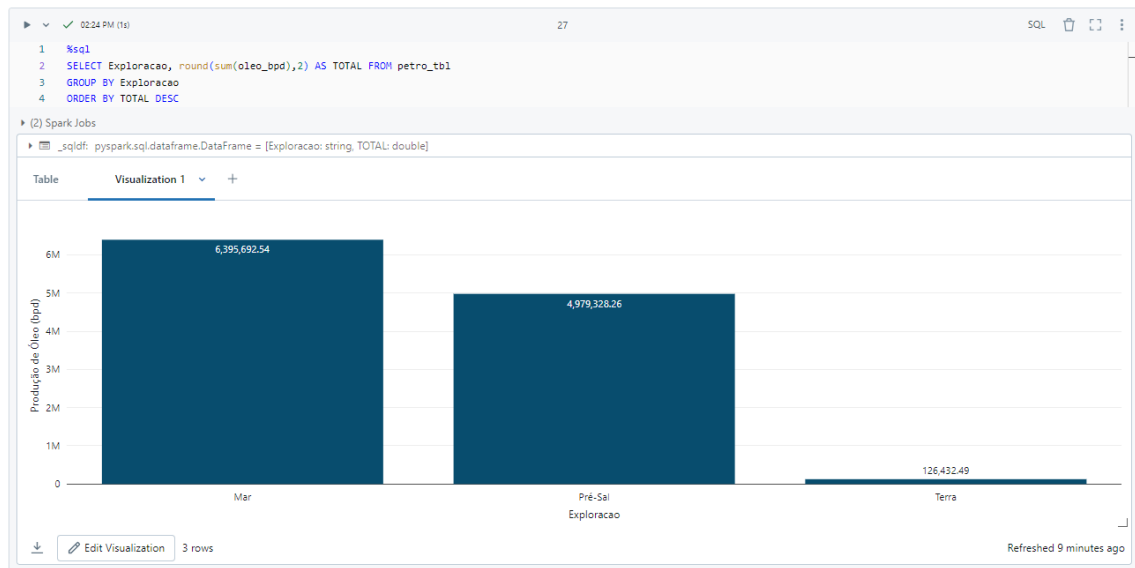 02:24 PM (1s) 27 SQL
1 %sql
2 SELECT Exploracao, round(sum(oleo_bpd),2) AS TOTAL FROM petro_tbl
3 GROUP BY Exploracao
4 ORDER BY TOTAL DESC
(2) Spark Jobs
_sqldf: pyspark.sql.dataframe.DataFrame = [Exploracao: string, TOTAL: double]
Table Visualization 1 +
Produção de Óleo (bpd)
6M
5M
4M
3M
2M
1M
0
6,395,692.54
4,979,328.26
126,432.49
Mar Pré-Sal Terra
Exploracao
Edit Visualization 3 rows Refreshed 9 minutes ago